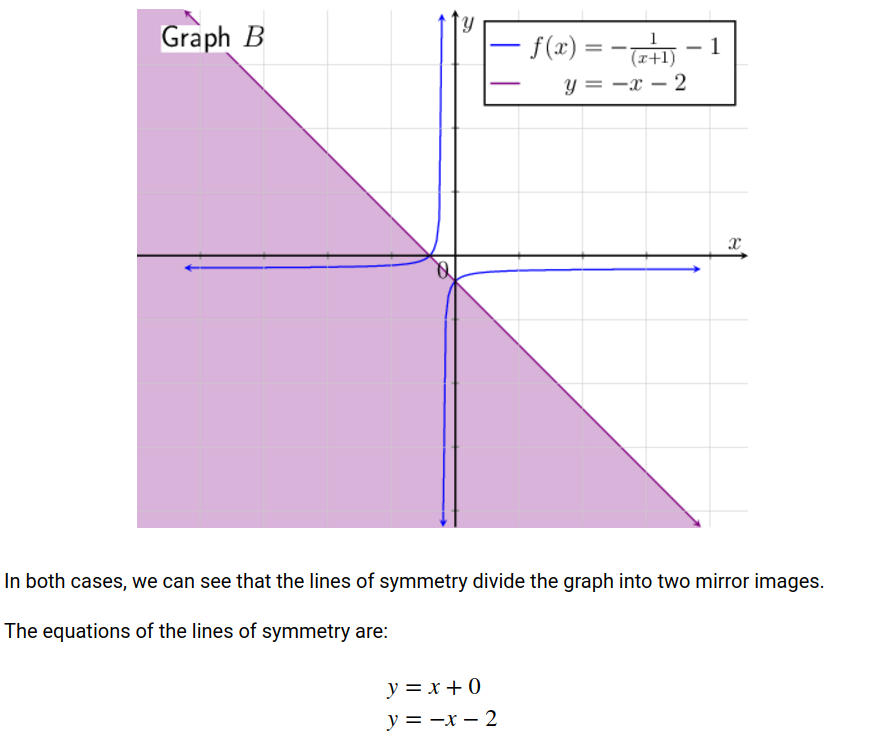 Graph B
y
f(x) = −1/(x+1) − 1
y = −x − 2
x
0
In both cases, we can see that the lines of symmetry divide the graph into two mirror images.
The equations of the lines of symmetry are:
y = x + 0
y = −x − 2